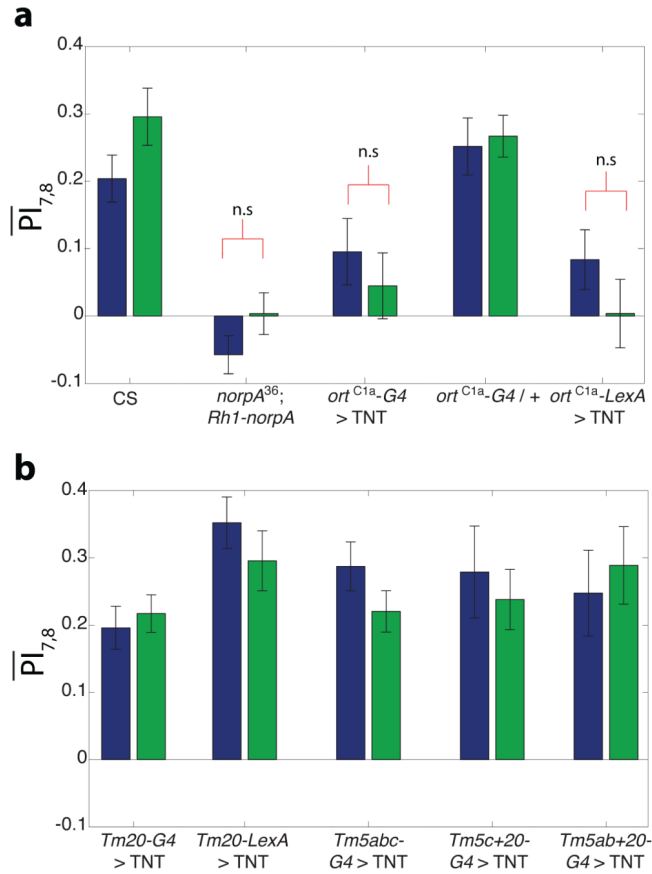 a
0.4
0.3
0.2
0.1
0
-0.1
PI7,8
n.s
n.s
n.s
CS
norpA36; Rh1-norpA
ortC1a-G4 > TNT
ortC1a-G4 / +
ortC1a-LexA > TNT
b
0.4
0.3
0.2
0.1
0
-0.1
PI7,8
Tm20-G4 > TNT
Tm20-LexA > TNT
Tm5abc-G4 > TNT
Tm5c+20-G4 > TNT
Tm5ab+20-G4 > TNT